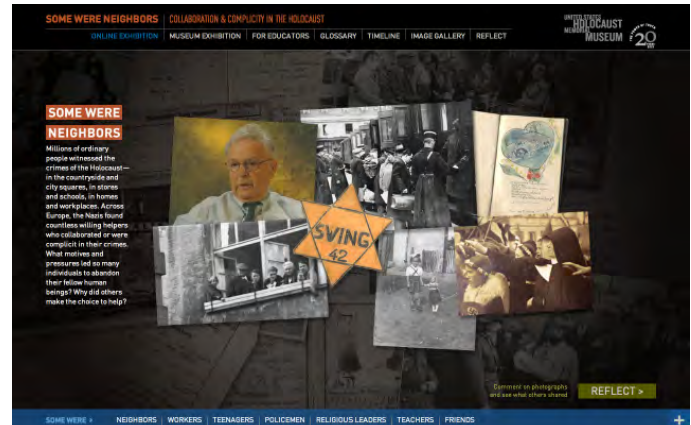 SOME WERE NEIGHBORS | COLLABORATION & COMPLICITY IN THE HOLOCAUST
UNITED STATES
HOLOCAUST
MEMORIAL
MUSEUM
20
ONLINE EXHIBITION | MUSEUM EXHIBITION | FOR EDUCATORS | GLOSSARY | TIMELINE | IMAGE GALLERY | REFLECT
SOME WERE
NEIGHBORS
Millions of ordinary
people witnessed the
crimes of the Holocaust—
in the countryside and
city squares, in stores
and schools, in homes
and workplaces. Across
Europe, the Nazis found
countless willing helpers
who collaborated or were
complicit in their crimes.
What motives and
pressures led so many
individuals to abandon
their fellow human
beings? Why did others
make the choice to help?
SVING
42
Comment on photographs
and see what others shared
REFLECT >
SOME WERE > NEIGHBORS | WORKERS | TEENAGERS | POLICEMEN | RELIGIOUS LEADERS | TEACHERS | FRIENDS +